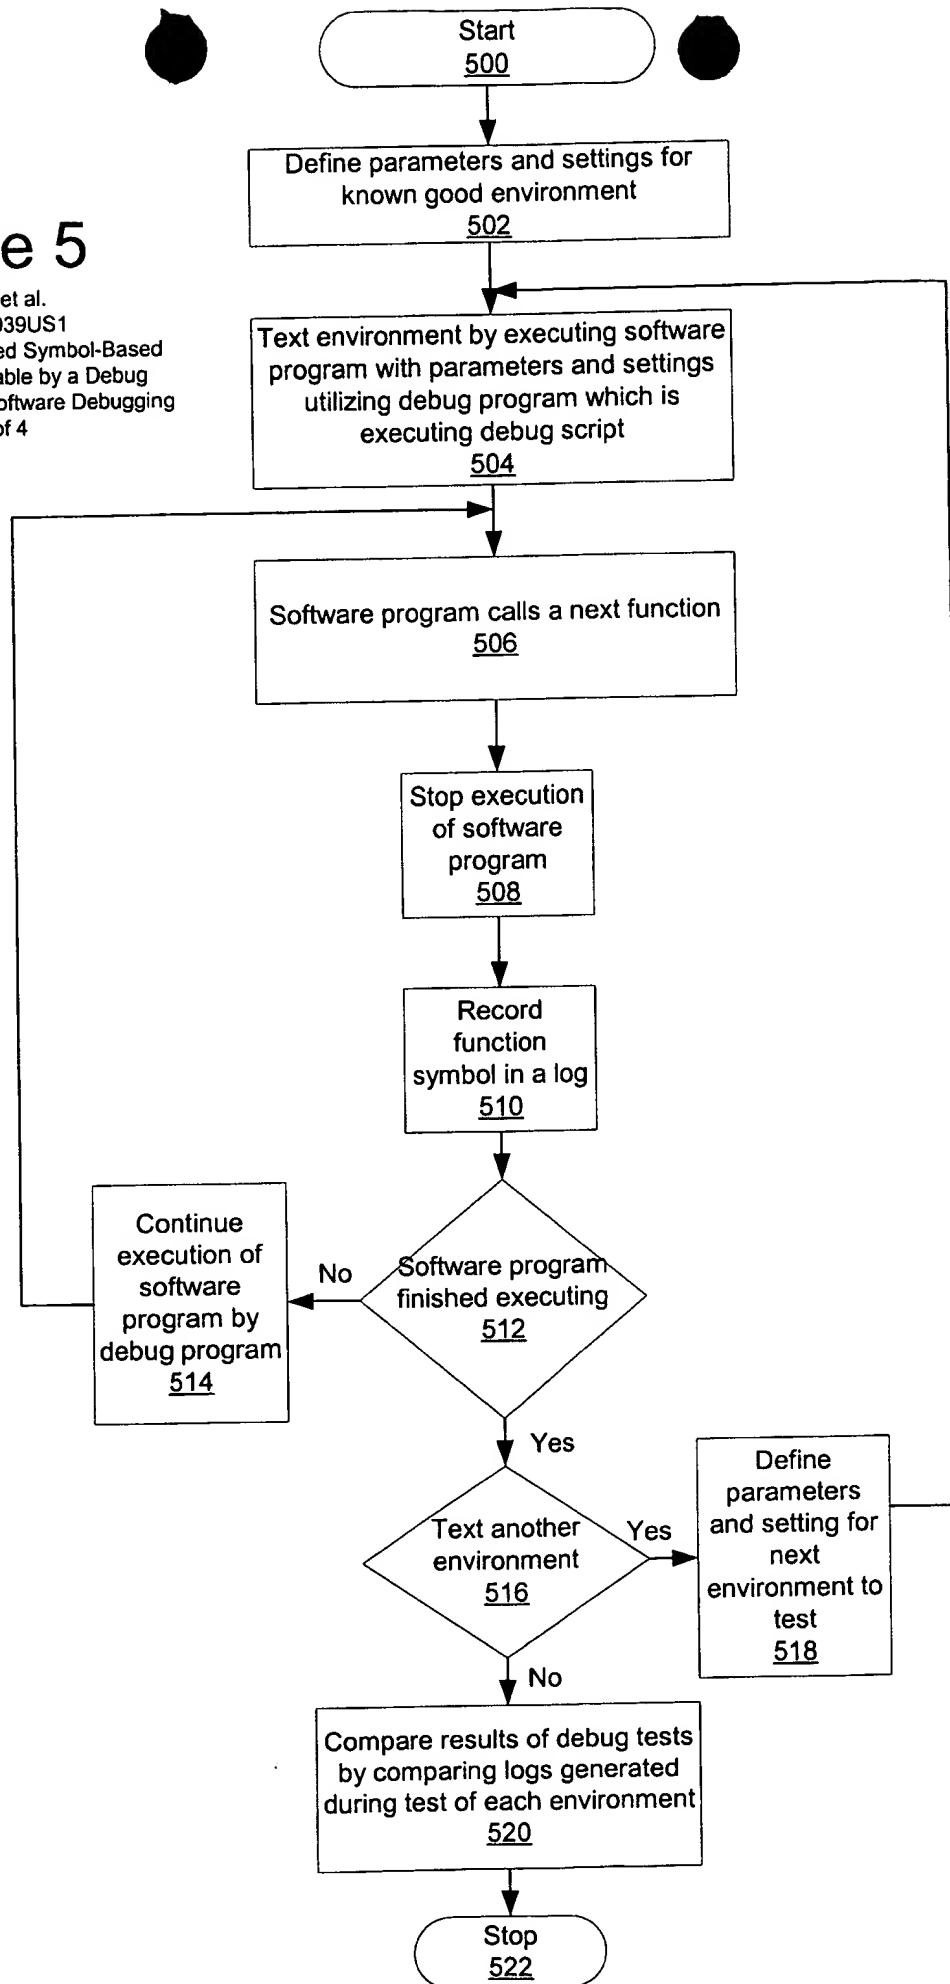 Start
500
Define parameters and settings for
known good environment
502
e 5
et al.
039US1
ed Symbol-Based
able by a Debug
oftware Debugging
of 4
Text environment by executing software
program with parameters and settings
utilizing debug program which is
executing debug script
504
Software program calls a next function
506
Stop execution
of software
program
508
Record
function
symbol in a log
510
Continue
execution of
software
program by
debug program
514
No
Software program
finished executing
512
Yes
Text another
environment
516
Yes
Define
parameters
and setting for
next
environment to
test
518
No
Compare results of debug tests
by comparing logs generated
during test of each environment
520
Stop
522